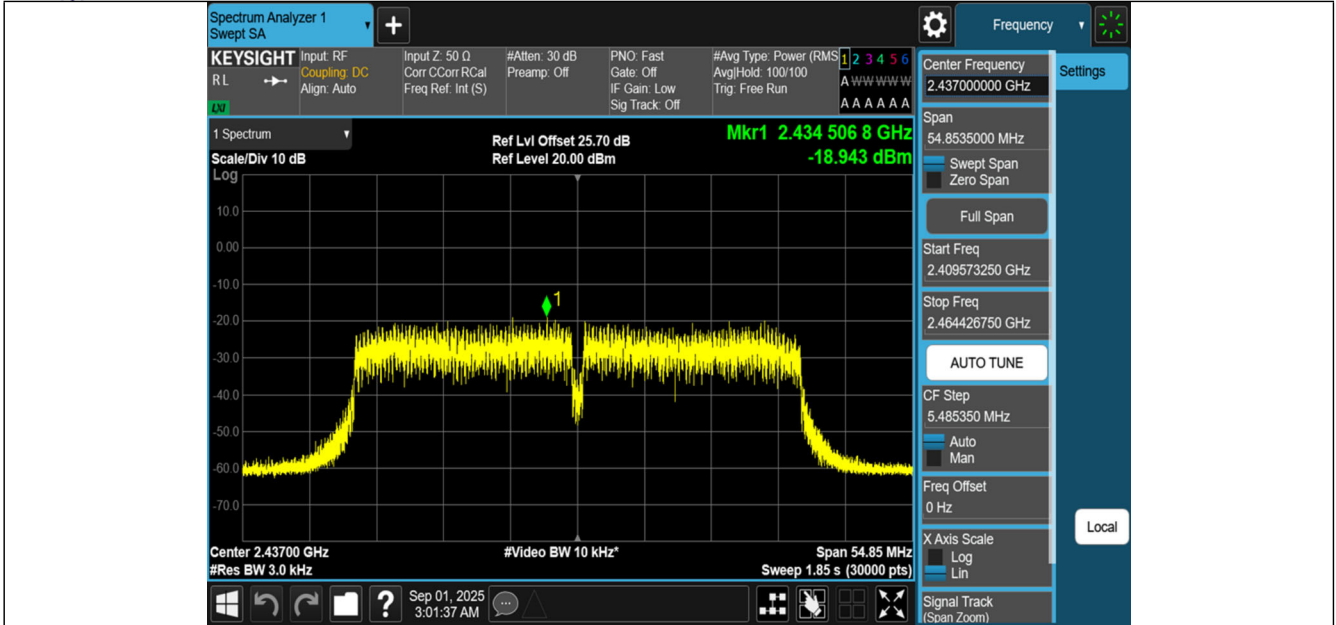 Spectrum Analyzer 1
Swept SA
Frequency
KEYSIGHT
RL
LXI
Input: RF
Coupling: DC
Align: Auto
Input Z: 50 Ω
Corr CCorr RCal
Freq Ref: Int (S)
#Atten: 30 dB
Preamp: Off
PNO: Fast
Gate: Off
IF Gain: Low
Sig Track: Off
#Avg Type: Power (RMS
Avg|Hold: 100/100
Trig: Free Run
1 2 3 4 5 6
A W W W W W
A A A A A A
1 Spectrum
Scale/Div 10 dB
Log
Ref Lvl Offset 25.70 dB
Ref Level 20.00 dBm
Mkr1 2.434 506 8 GHz
-18.943 dBm
10.0
0.00
-10.0
-20.0
-30.0
-40.0
-50.0
-60.0
-70.0
1
Center 2.43700 GHz
#Res BW 3.0 kHz
#Video BW 10 kHz*
Span 54.85 MHz
Sweep 1.85 s (30000 pts)
Sep 01, 2025
3:01:37 AM
?
Center Frequency
2.437000000 GHz
Span
54.8535000 MHz
Swept Span
Zero Span
Full Span
Start Freq
2.409573250 GHz
Stop Freq
2.464426750 GHz
AUTO TUNE
CF Step
5.485350 MHz
Auto
Man
Freq Offset
0 Hz
X Axis Scale
Log
Lin
Signal Track
(Span Zoom)
Settings
Local